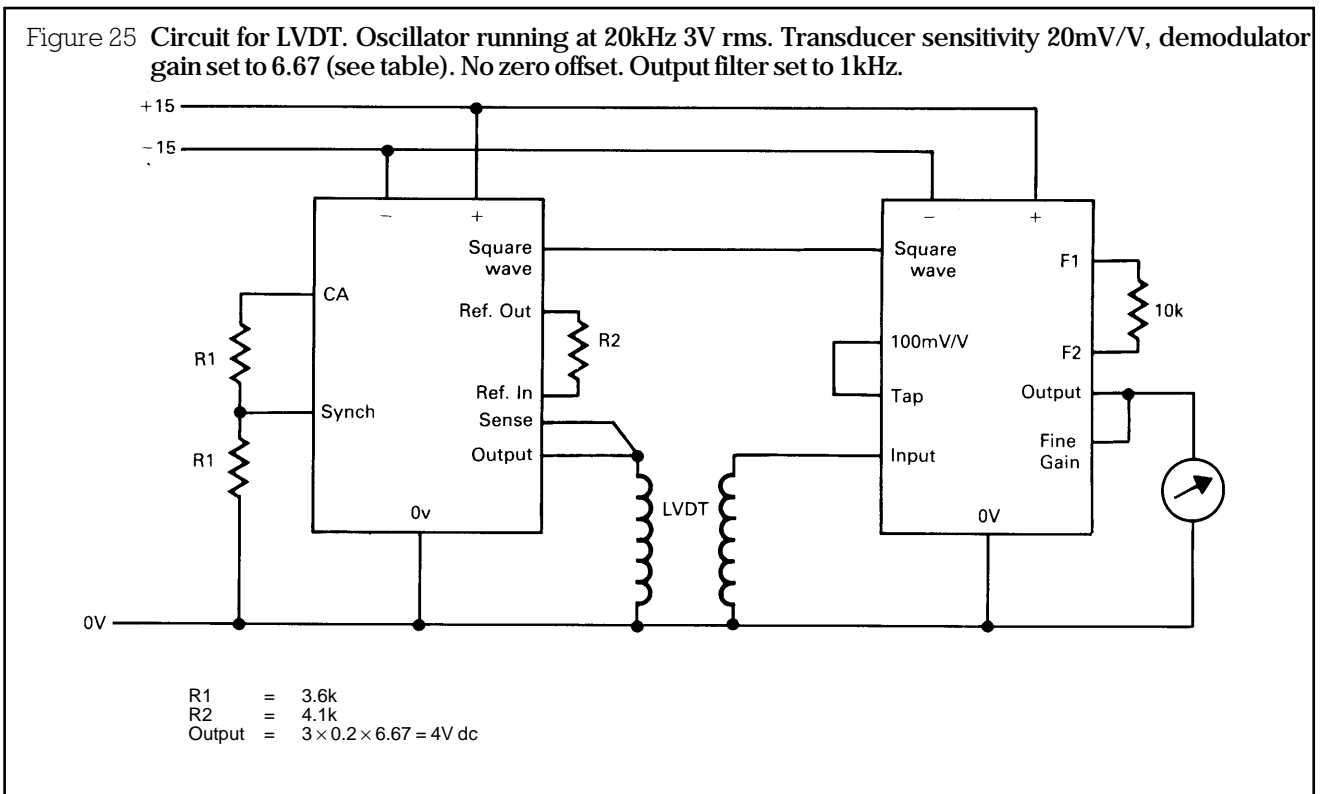 Figure 25 Circuit for LVDT. Oscillator running at 20kHz 3V rms. Transducer sensitivity 20mV/V, demodulator
gain set to 6.67 (see table). No zero offset. Output filter set to 1kHz.
+15
−15
− +
− +
Square
wave
Square
wave
F1
CA
Ref. Out
R2
10k
R1
100mV/V
F2
Ref. In
Tap
Output
Synch
Sense
R1
Output
Input
Fine
Gain
LVDT
0v
0V
0V
R1 = 3.6k
R2 = 4.1k
Output = 3 × 0.2 × 6.67 = 4V dc